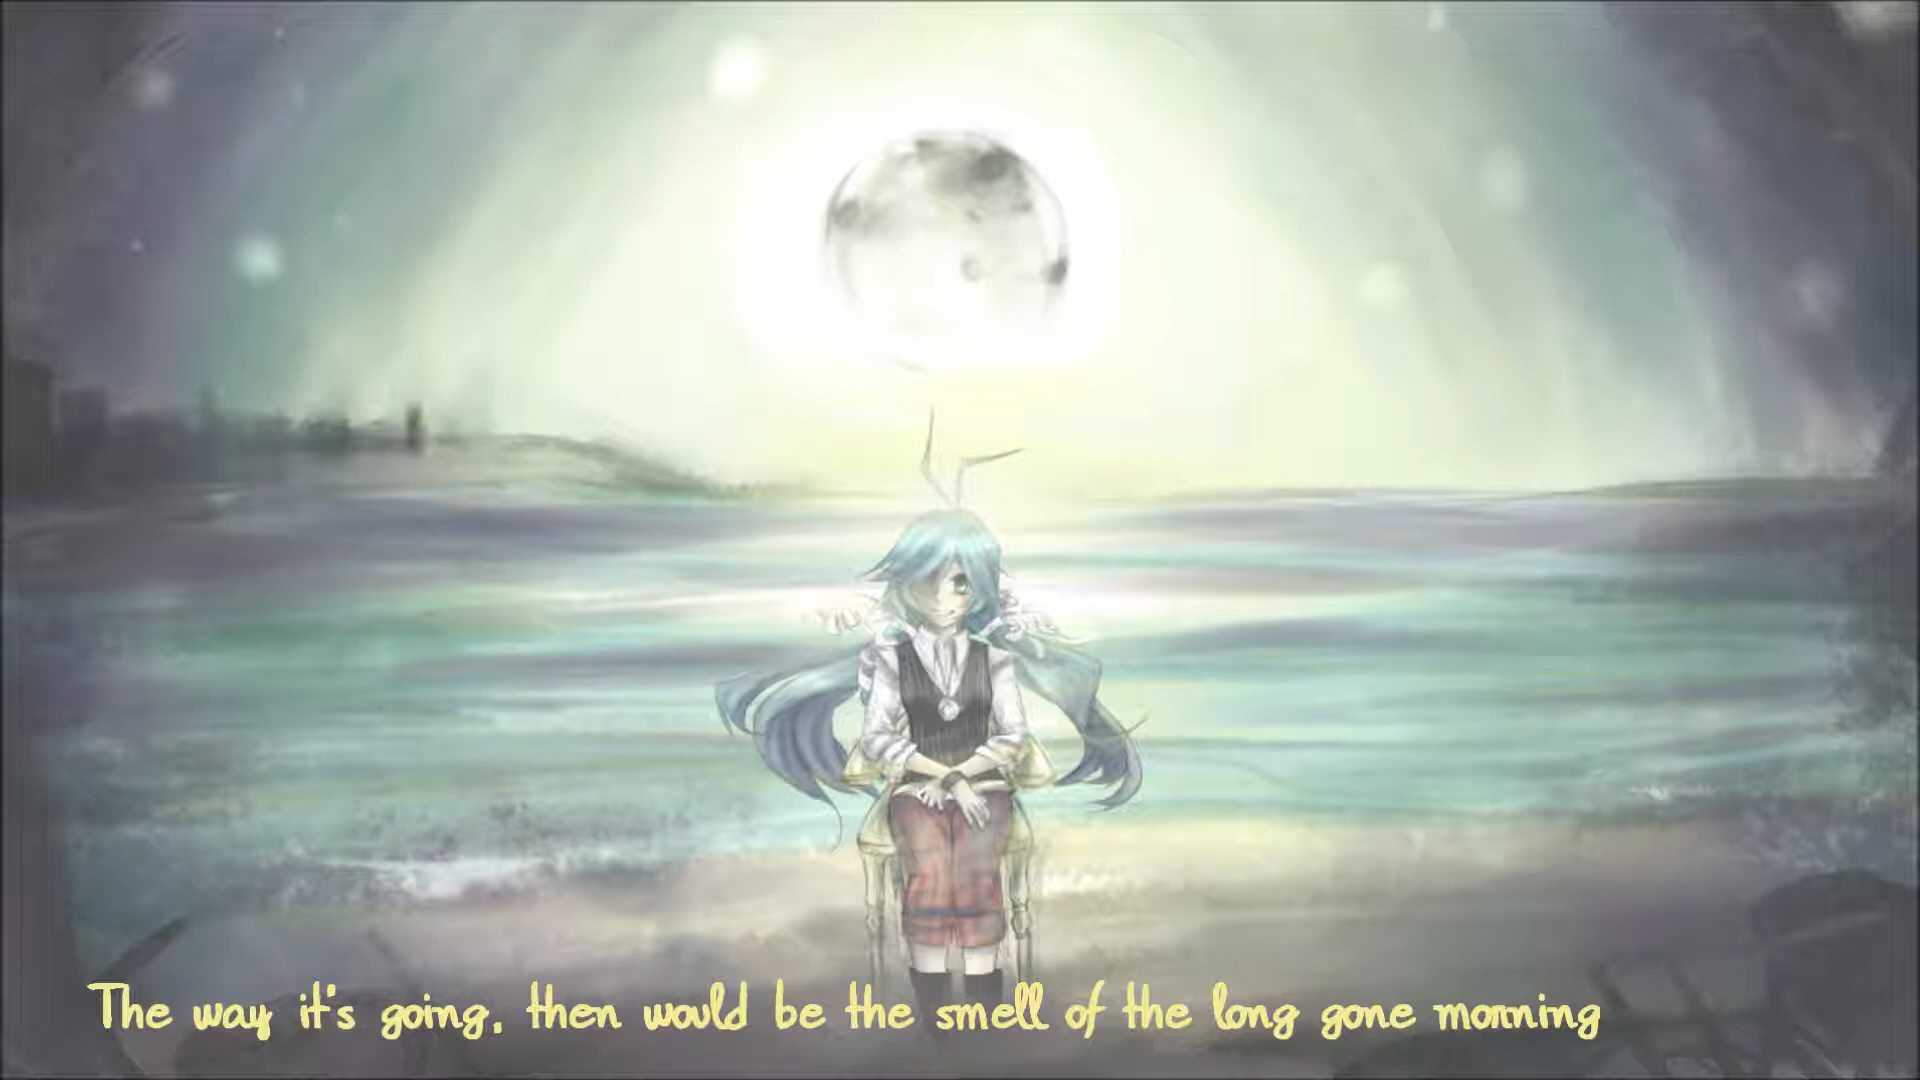 The way it's going, then would be the smell of the long gone morning